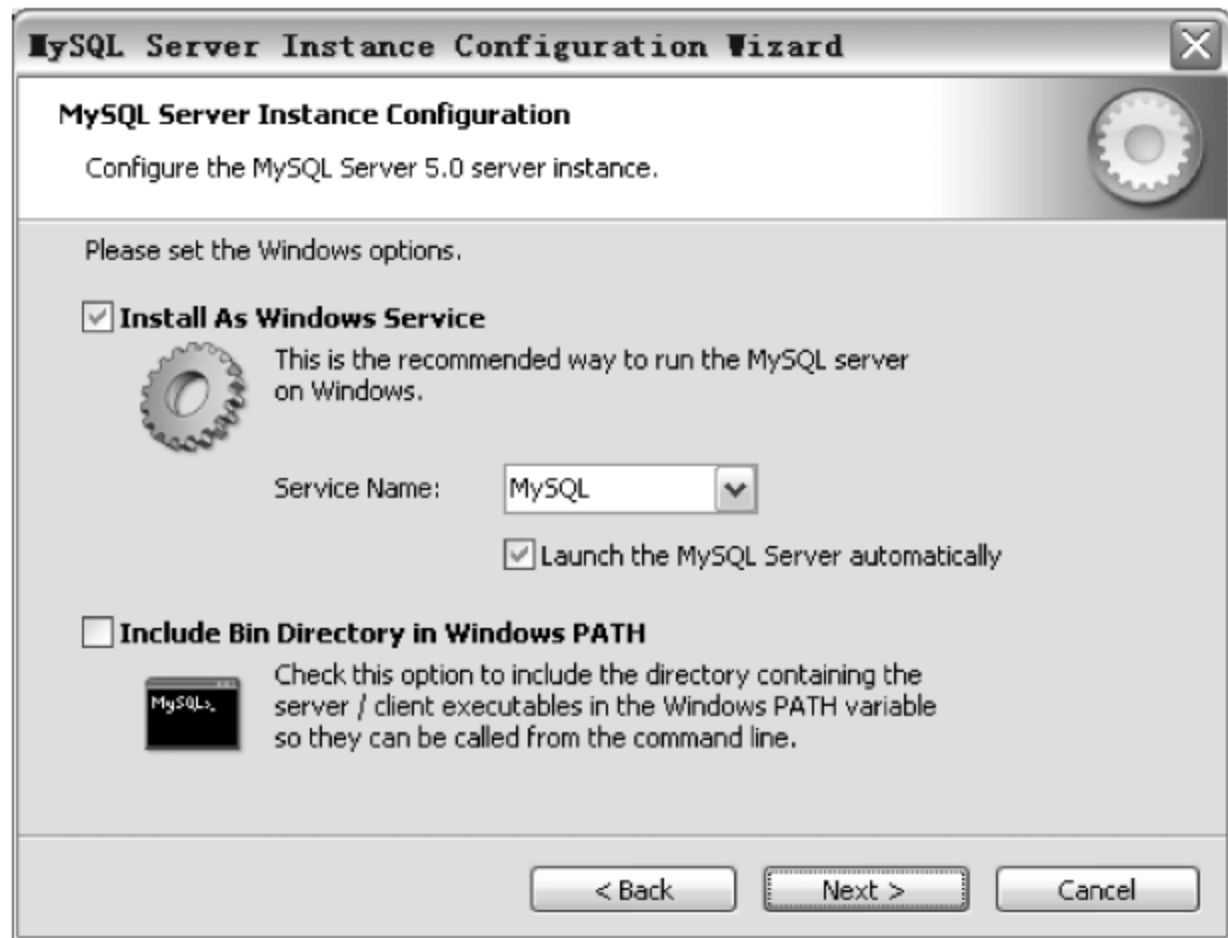 MySQL Server Instance Configuration Wizard
MySQL Server Instance Configuration
Configure the MySQL Server 5.0 server instance.
Please set the Windows options.
Install As Windows Service
This is the recommended way to run the MySQL server
on Windows.
Service Name: MySQL
Launch the MySQL Server automatically
Include Bin Directory in Windows PATH
Check this option to include the directory containing the
server / client executables in the Windows PATH variable
so they can be called from the command line.
MySQL>_
< Back Next > Cancel